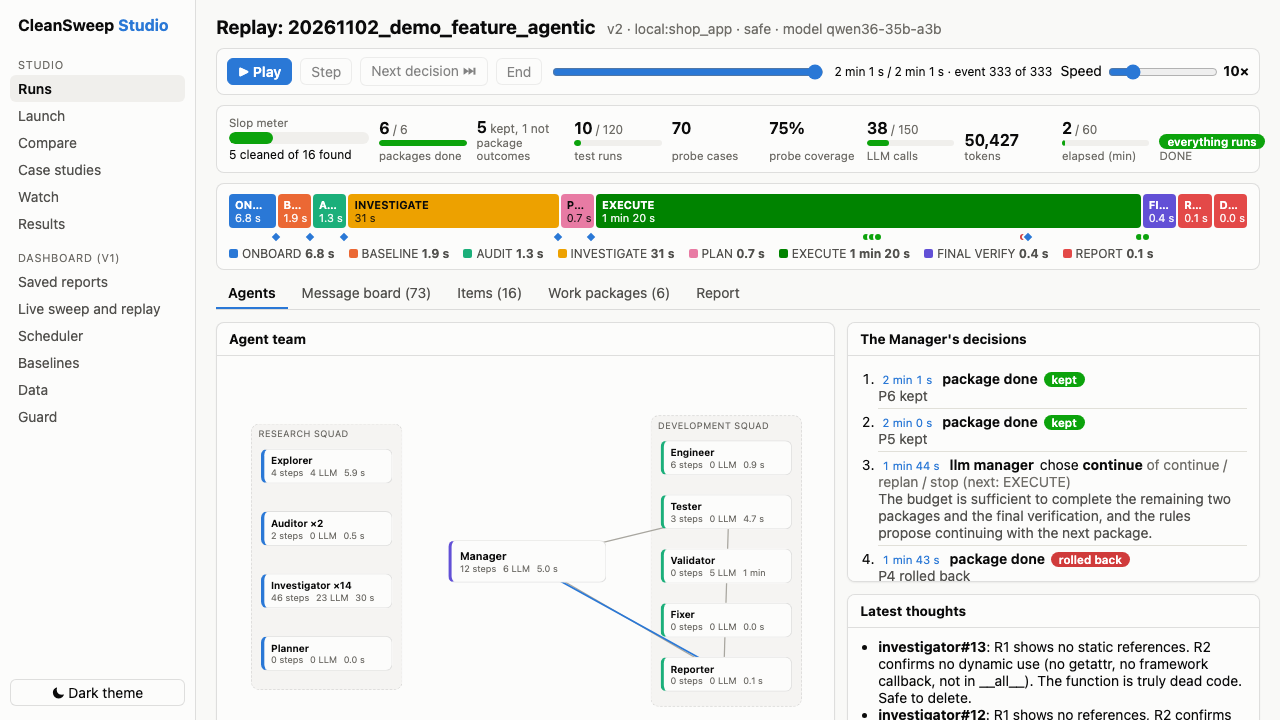 CleanSweep Studio
STUDIO
Runs
Launch
Compare
Case studies
Watch
Results
DASHBOARD (V1)
Saved reports
Live sweep and replay
Scheduler
Baselines
Data
Guard
Dark theme
Replay: 20261102_demo_feature_agentic v2 · local:shop_app · safe · model qwen36-35b-a3b
▶ Play
Step
Next decision ⏭
End
2 min 1 s / 2 min 1 s · event 333 of 333
Speed
10×
Slop meter
5 cleaned of 16 found
6 / 6
packages done
5 kept, 1 not
package
outcomes
10 / 120
test runs
70
probe cases
75%
probe coverage
38 / 150
LLM calls
50,427
tokens
2 / 60
elapsed (min)
everything runs
DONE
ON...
6.8 s
B...
1.9 s
A...
1.3 s
INVESTIGATE
31 s
P...
0.7 s
EXECUTE
1 min 20 s
FI...
0.4 s
R...
0.1 s
D...
0.0 s
ONBOARD 6.8 s
BASELINE 1.9 s
AUDIT 1.3 s
INVESTIGATE 31 s
PLAN 0.7 s
EXECUTE 1 min 20 s
FINAL VERIFY 0.4 s
REPORT 0.1 s
Agents
Message board (73)
Items (16)
Work packages (6)
Report
Agent team
RESEARCH SQUAD
Explorer
4 steps 4 LLM 5.9 s
Auditor ×2
2 steps 0 LLM 0.5 s
Investigator ×14
46 steps 23 LLM 30 s
Planner
0 steps 0 LLM 0.0 s
Manager
12 steps 6 LLM 5.0 s
DEVELOPMENT SQUAD
Engineer
6 steps 0 LLM 0.9 s
Tester
3 steps 0 LLM 4.7 s
Validator
0 steps 5 LLM 1 min
Fixer
0 steps 0 LLM 0.0 s
Reporter
0 steps 0 LLM 0.1 s
The Manager's decisions
1. 2 min 1 s package done kept
P6 kept
2. 2 min 0 s package done kept
P5 kept
3. 1 min 44 s llm manager chose continue of continue /
replan / stop (next: EXECUTE)
The budget is sufficient to complete the remaining two
packages and the final verification, and the rules
propose continuing with the next package.
4. 1 min 43 s package done rolled back
P4 rolled back
Latest thoughts
• investigator#13: R1 shows no static references. R2
confirms no dynamic use (no getattr, no framework
callback, not in __all__). The function is truly dead code.
Safe to delete.
• investigator#12: R1 shows no references. R2 confirms